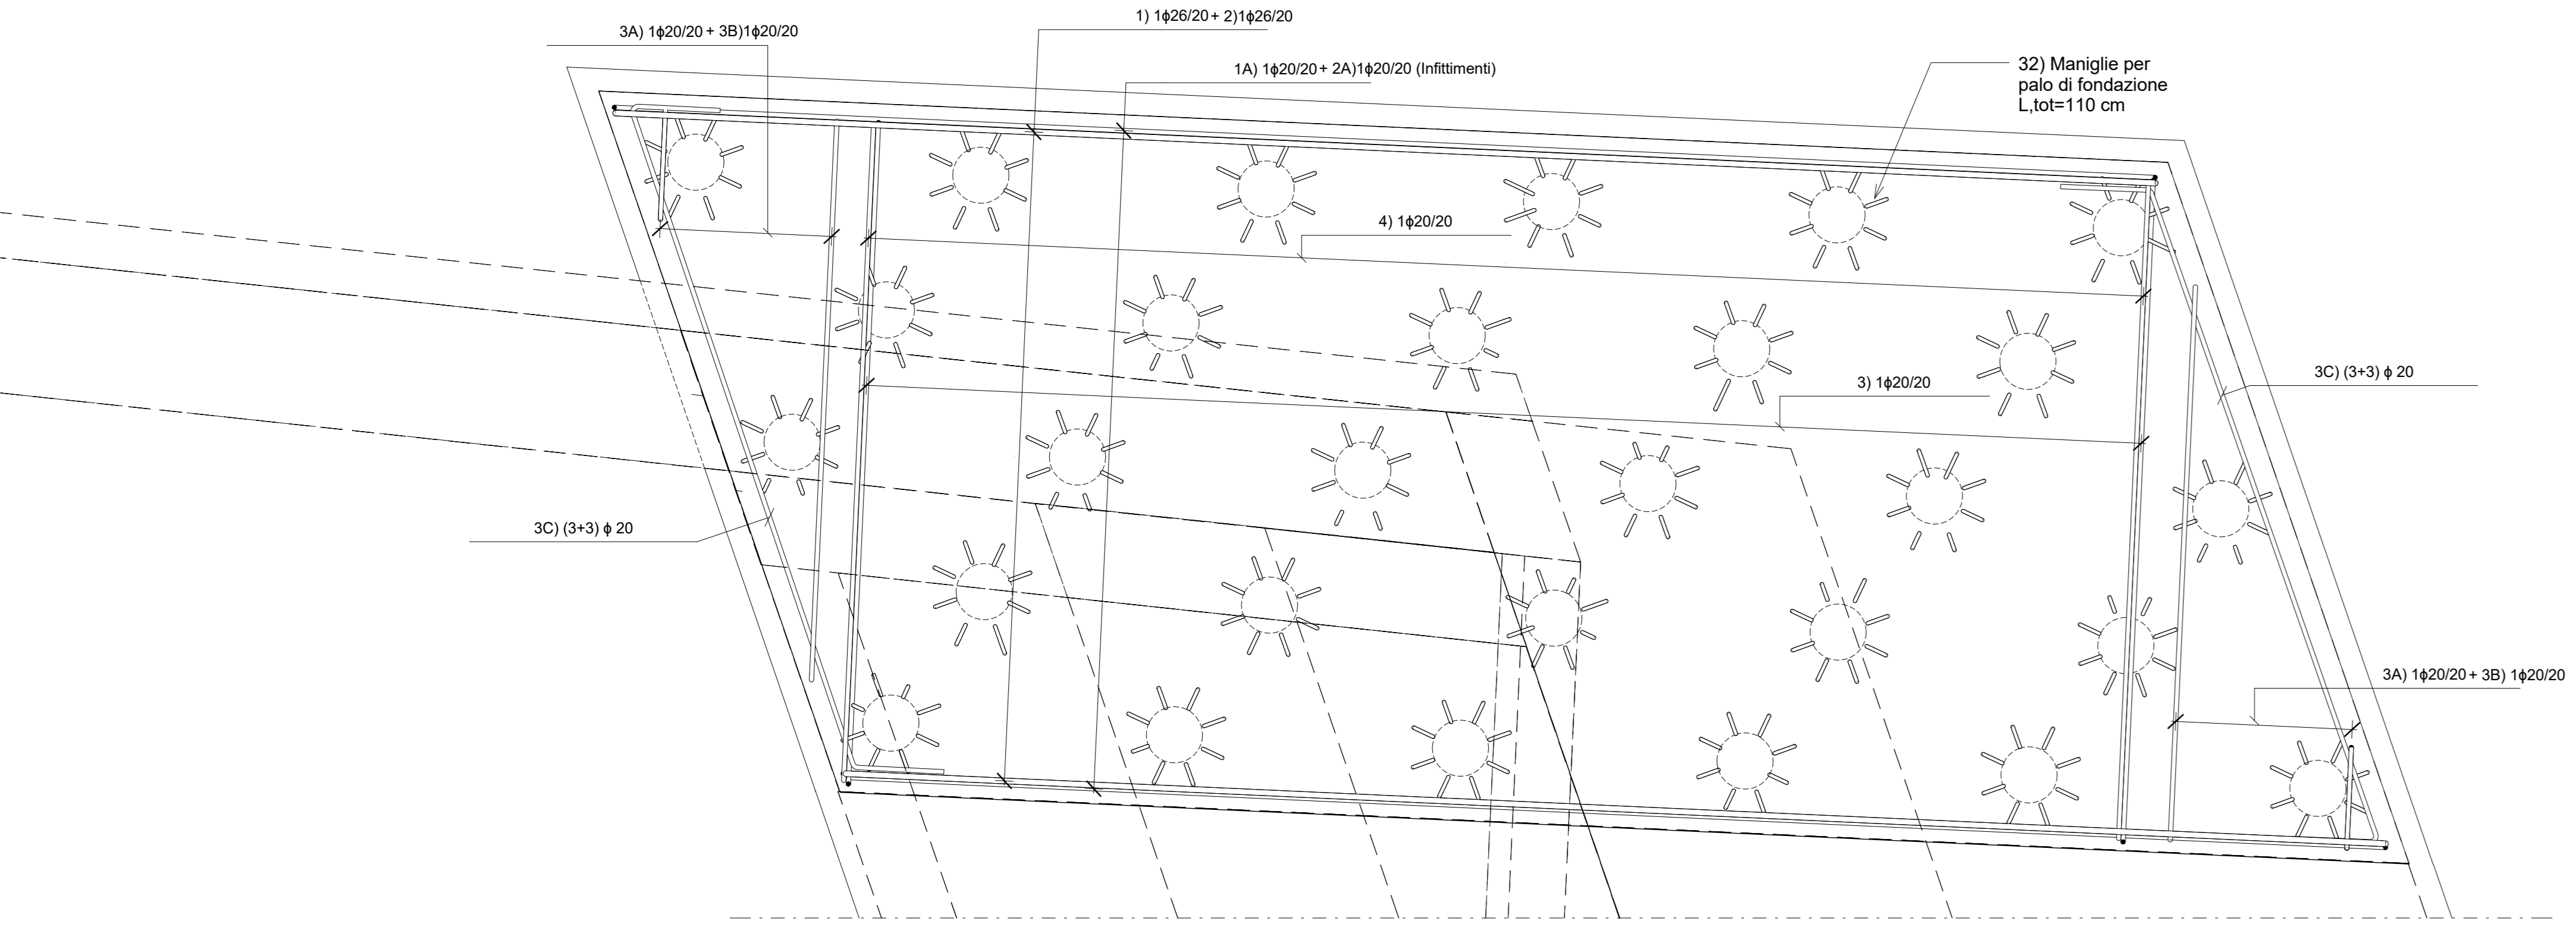 1) 1ϕ26/20 + 2)1ϕ26/20
3A) 1ϕ20/20 + 3B)1ϕ20/20
1A) 1ϕ20/20 + 2A)1ϕ20/20 (Infittimenti)
32) Maniglie per
palo di fondazione
L,tot=110 cm
4) 1ϕ20/20
3C) (3+3) ϕ 20
3) 1ϕ20/20
3C) (3+3) ϕ 20
3A) 1ϕ20/20 + 3B) 1ϕ20/20